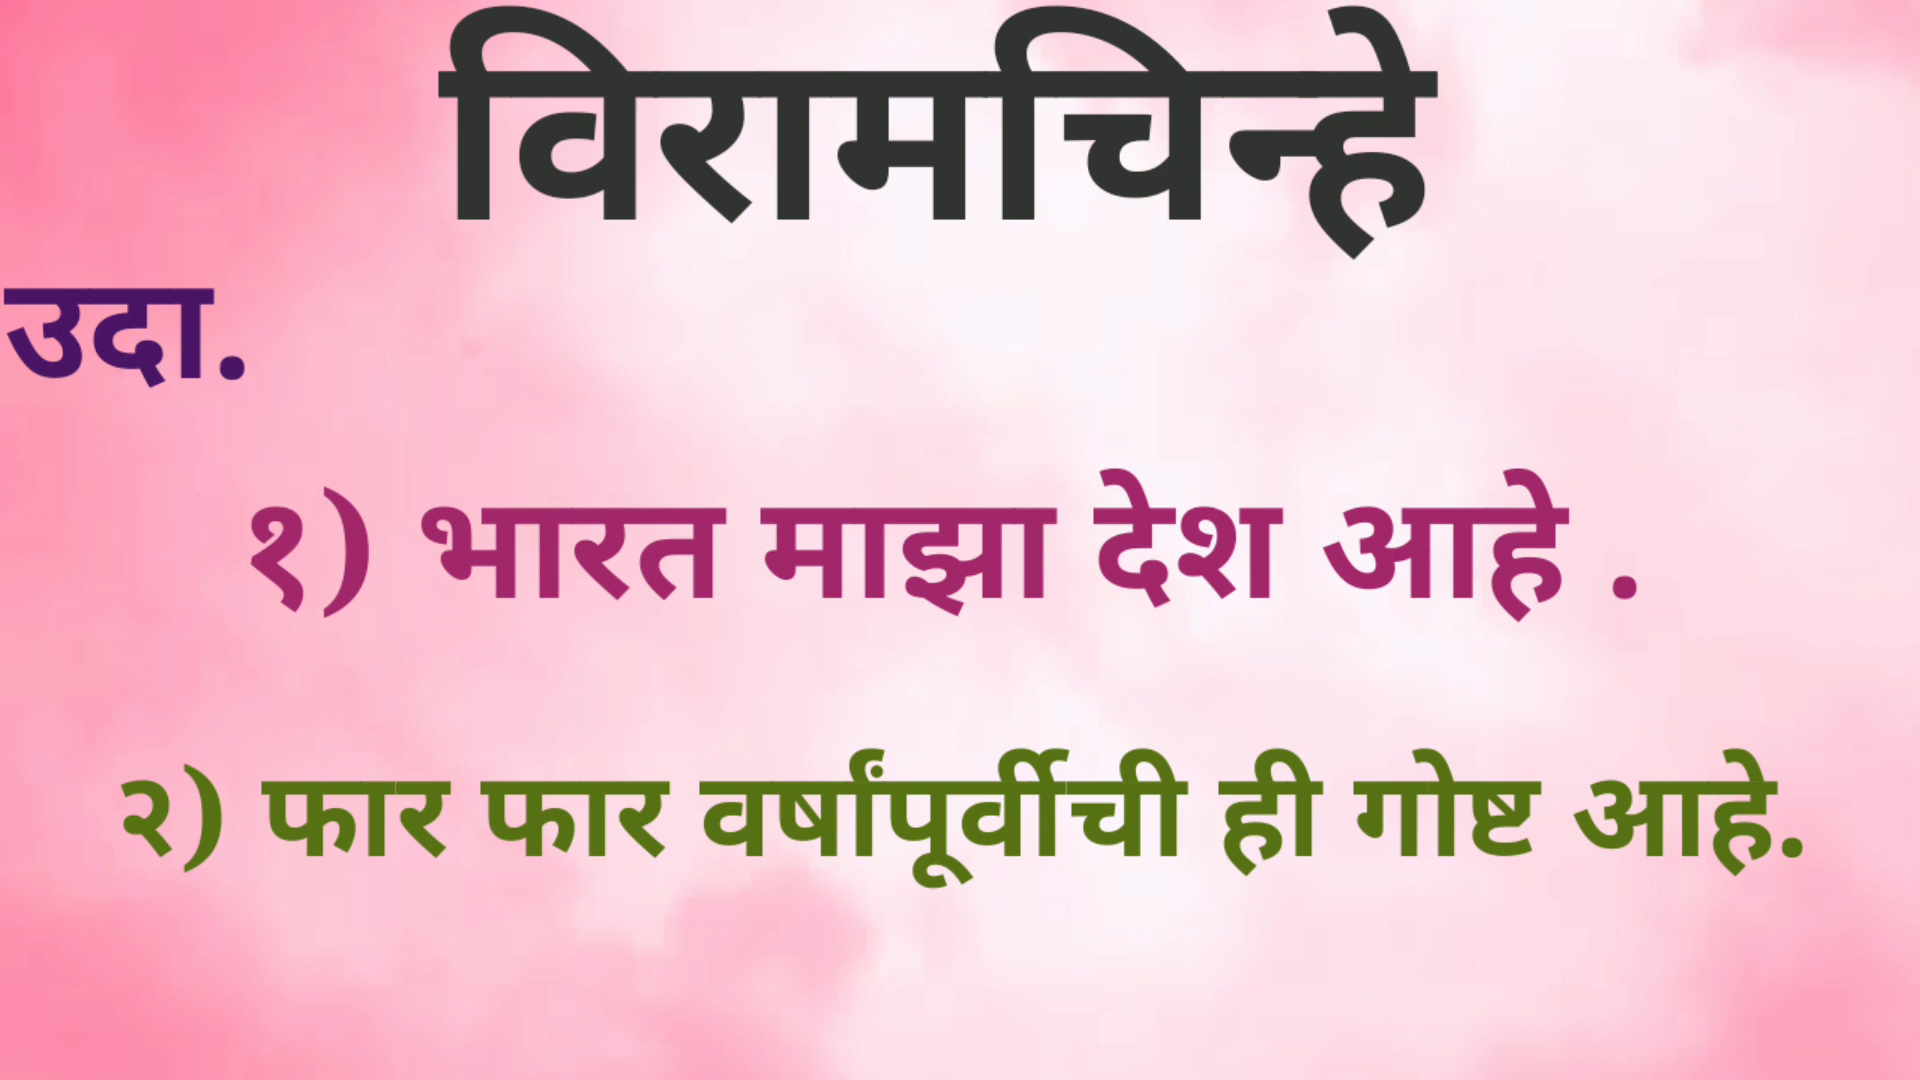 विरामचिन्हे
उदा.
१) भारत माझा देश आहे .
२) फार फार वर्षांपूर्वीची ही गोष्ट आहे.